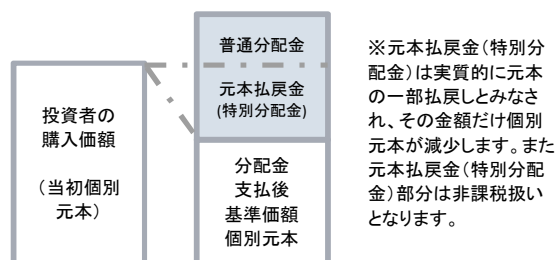 投資者の
購入価額
(当初個別
元本)
普通分配金
元本払戻金
(特別分配金)
分配金
支払後
基準価額
個別元本
※元本払戻金(特別分
配金)は実質的に元本
の一部払戻しとみなさ
れ、その金額だけ個別
元本が減少します。また
元本払戻金(特別分配
金)部分は非課税扱い
となります。